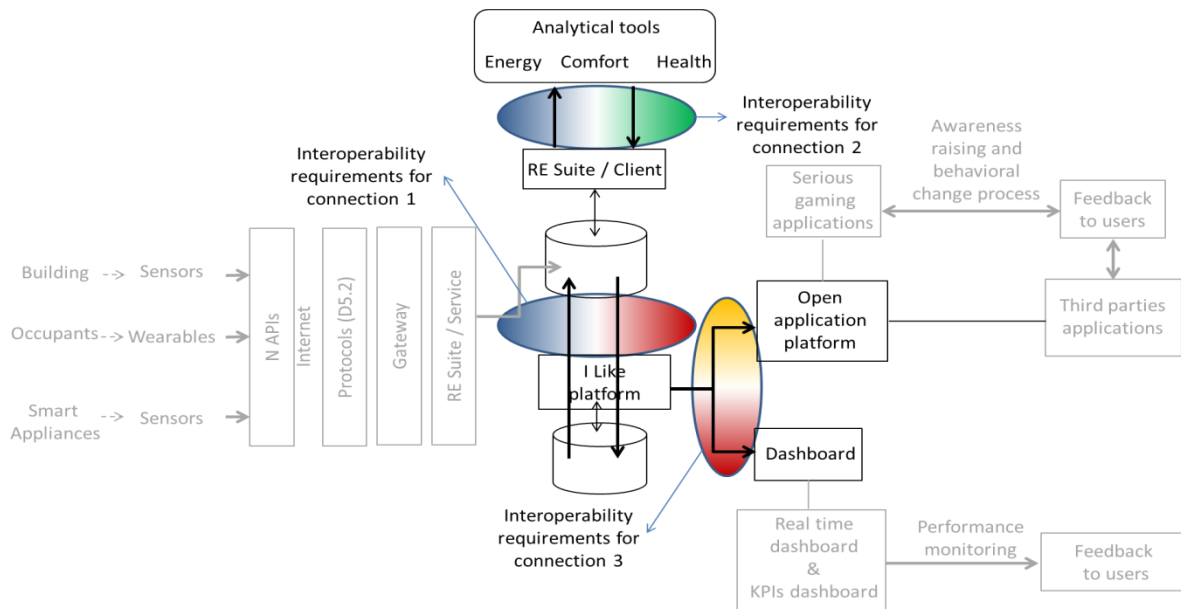 Analytical tools
Energy Comfort Health
Interoperability
requirements for
connection 2
Interoperability
requirements for
connection 1
RE Suite / Client
Awareness
raising and
behavioral
change process
Serious
gaming
applications
Feedback
to users
Building
Sensors
Occupants
Wearables
Smart
Appliances
Sensors
N APIs
Internet
Protocols (D5.2)
Gateway
RE Suite / Service
Open
application
platform
Third parties
applications
I Like
platform
Dashboard
Interoperability
requirements for
connection 3
Real time
dashboard
&
KPIs dashboard
Performance
monitoring
Feedback
to users